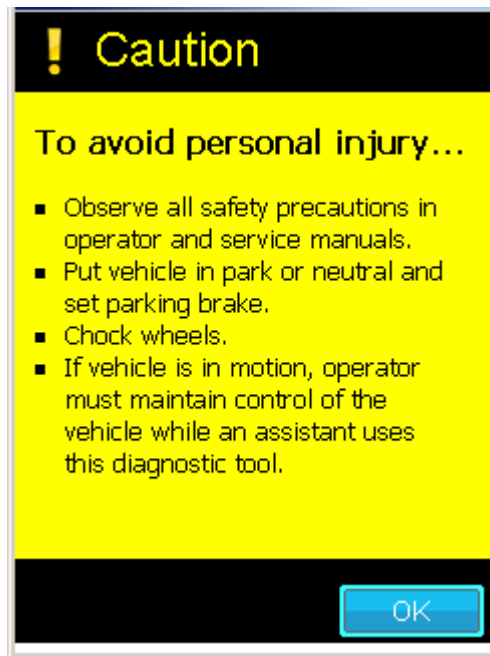 Caution
To avoid personal injury...
▪ Observe all safety precautions in
operator and service manuals.
▪ Put vehicle in park or neutral and
set parking brake.
▪ Chock wheels.
▪ If vehicle is in motion, operator
must maintain control of the
vehicle while an assistant uses
this diagnostic tool.
OK